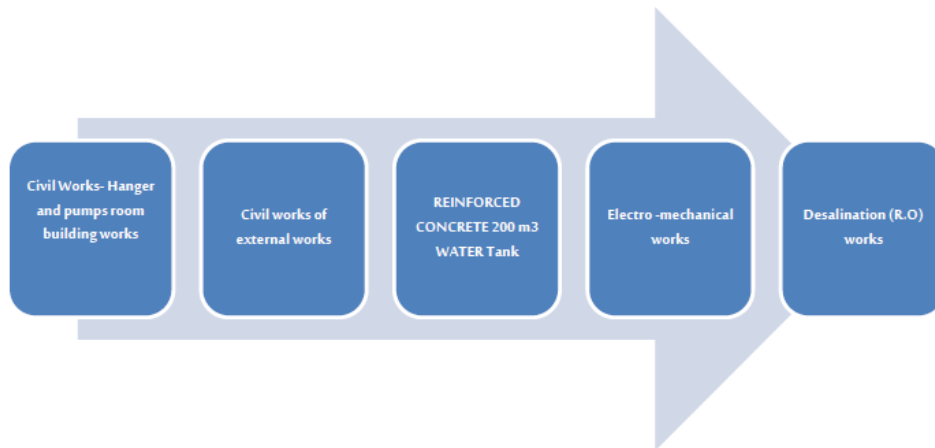 Civil Works- Hanger
and pumps room
building works
Civil works of
external works
REINFORCED
CONCRETE 200 m3
WATER Tank
Electro -mechanical
works
Desalination (R.O)
works